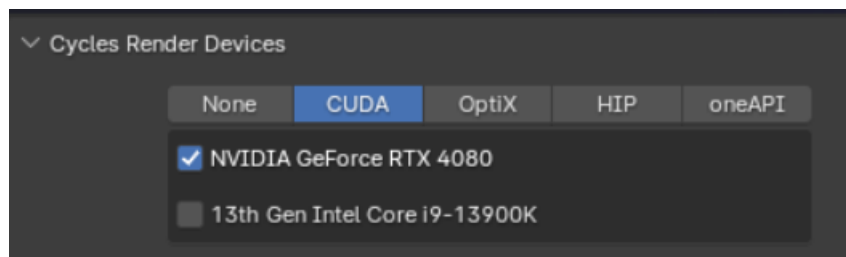 Cycles Render Devices
None CUDA OptiX HIP oneAPI
NVIDIA GeForce RTX 4080
13th Gen Intel Core i9-13900K